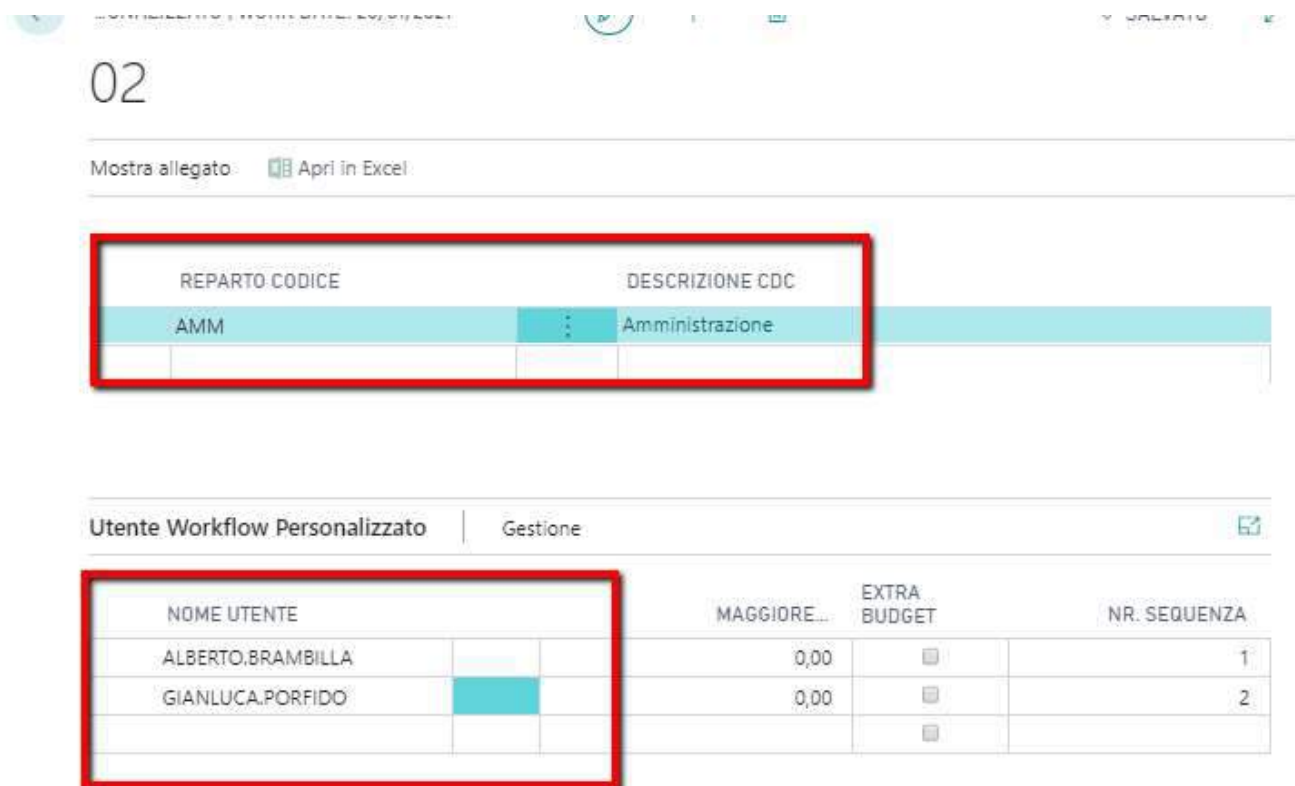 02
Mostra allegato Apri in Excel
REPARTO CODICE DESCRIZIONE CDC
AMM Amministrazione
Utente Workflow Personalizzato Gestione
NOME UTENTE MAGGIORE... EXTRA BUDGET NR. SEQUENZA
ALBERTO.BRAMBILLA 0,00 1
GIANLUCA.PORFIDO 0,00 2